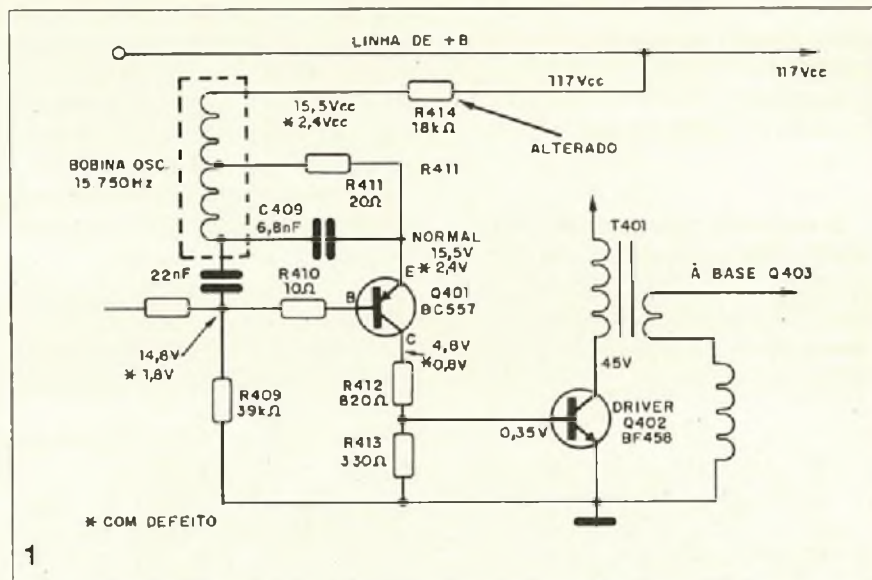 LINHA DE +B
117Vcc
117Vcc
15,5Vcc
* 2,4Vcc
R414
18kΩ
ALTERADO
BOBINA OSC.
15 750Hz
R411
20Ω
R411
C409
6,8nF
NORMAL
15,5V
* 2,4V
T401
22nF
R410
10Ω
E
B
C
Q401
BC557
À BASE Q403
14,8V
* 1,8V
4,8V
*0,8V
45V
R409
39kΩ
R412
820Ω
R413
330Ω
0,35V
DRIVER
Q402
BF458
* COM DEFEITO
1